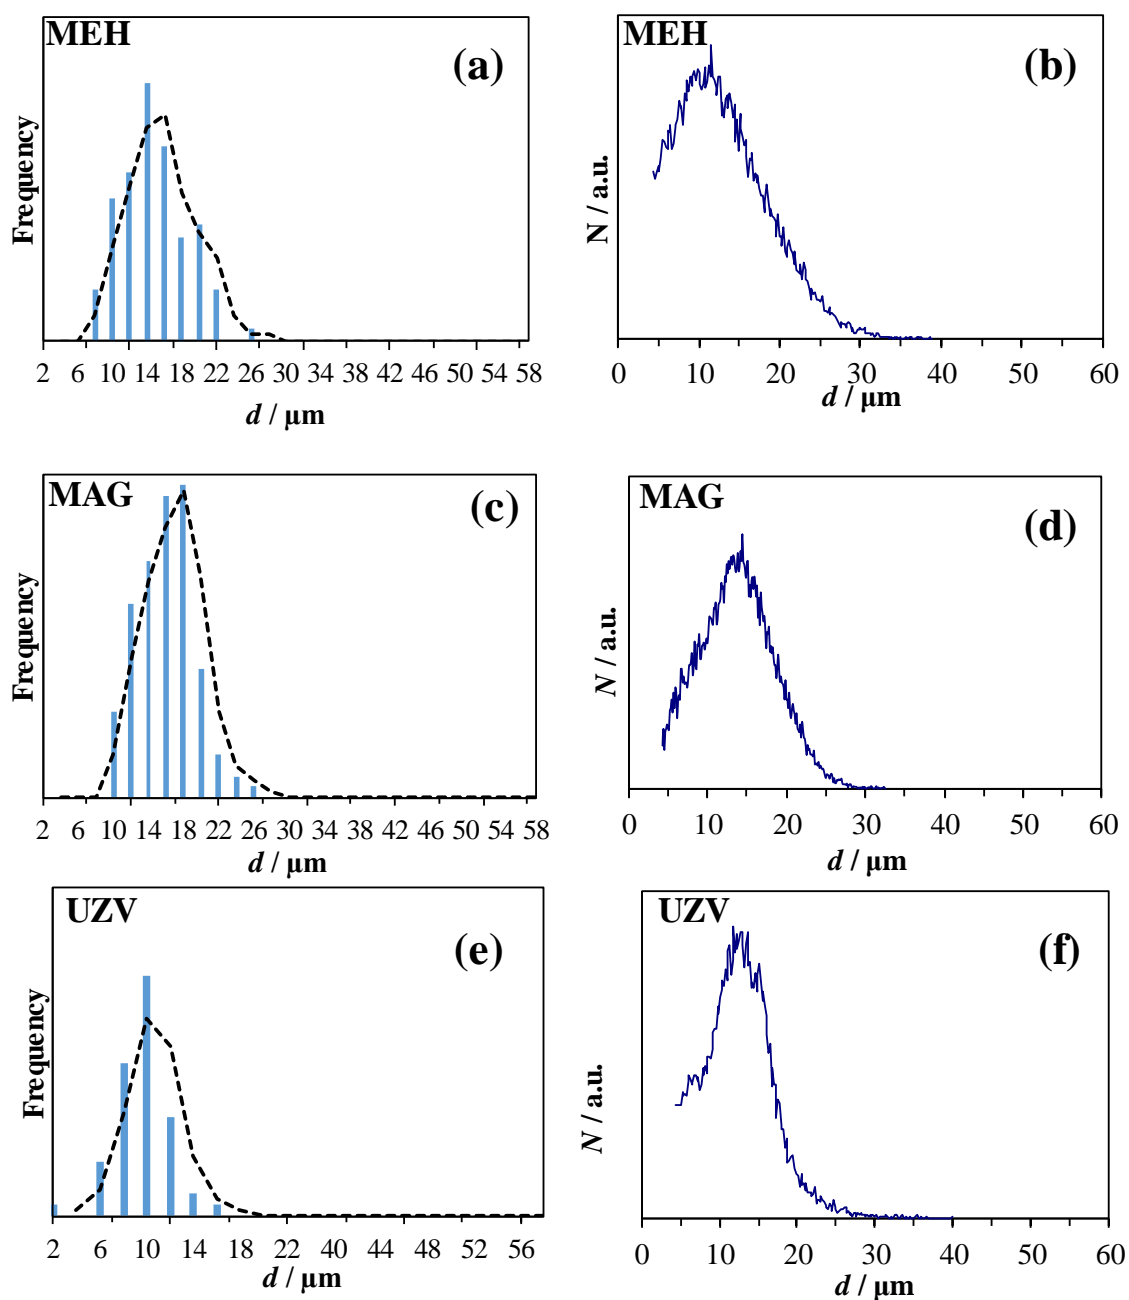 MEH
(a)
Frequency
2 6 10 14 18 22 26 30 34 38 42 46 50 54 58
d / μm
MEH
(b)
N / a.u.
0 10 20 30 40 50 60
d / μm
MAG
(c)
Frequency
2 6 10 14 18 22 26 30 34 38 42 46 50 54 58
d / μm
MAG
(d)
N / a.u.
0 10 20 30 40 50 60
d / μm
UZV
(e)
Frequency
2 6 10 14 18 22 40 44 48 52 56
d / μm
UZV
(f)
N / a.u.
0 10 20 30 40 50 60
d / μm